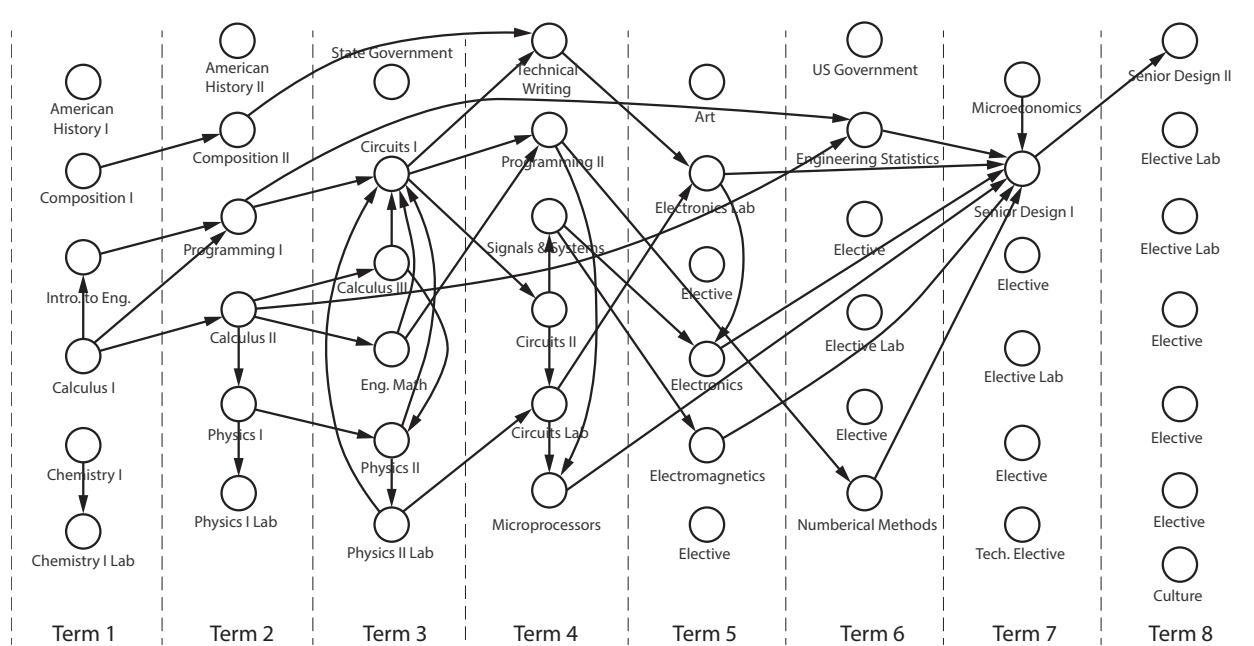 American
History I
Composition I
Intro. to Eng.
Calculus I
Chemistry I
Chemistry I Lab
Term 1
American
History II
Composition II
Programming I
Calculus II
Physics I
Physics I Lab
Term 2
State Government
Circuits I
Calculus III
Eng. Math
Physics II
Physics II Lab
Term 3
Technical
Writing
Programming II
Signals & Systems
Circuits II
Circuits Lab
Microprocessors
Term 4
Art
Electronics Lab
Elective
Electronics
Electromagnetics
Elective
Term 5
US Government
Engineering Statistics
Elective
Elective Lab
Elective
Numberical Methods
Term 6
Microeconomics
Senior Design I
Elective
Elective Lab
Elective
Tech. Elective
Term 7
Senior Design II
Elective Lab
Elective Lab
Elective
Elective
Elective
Culture
Term 8